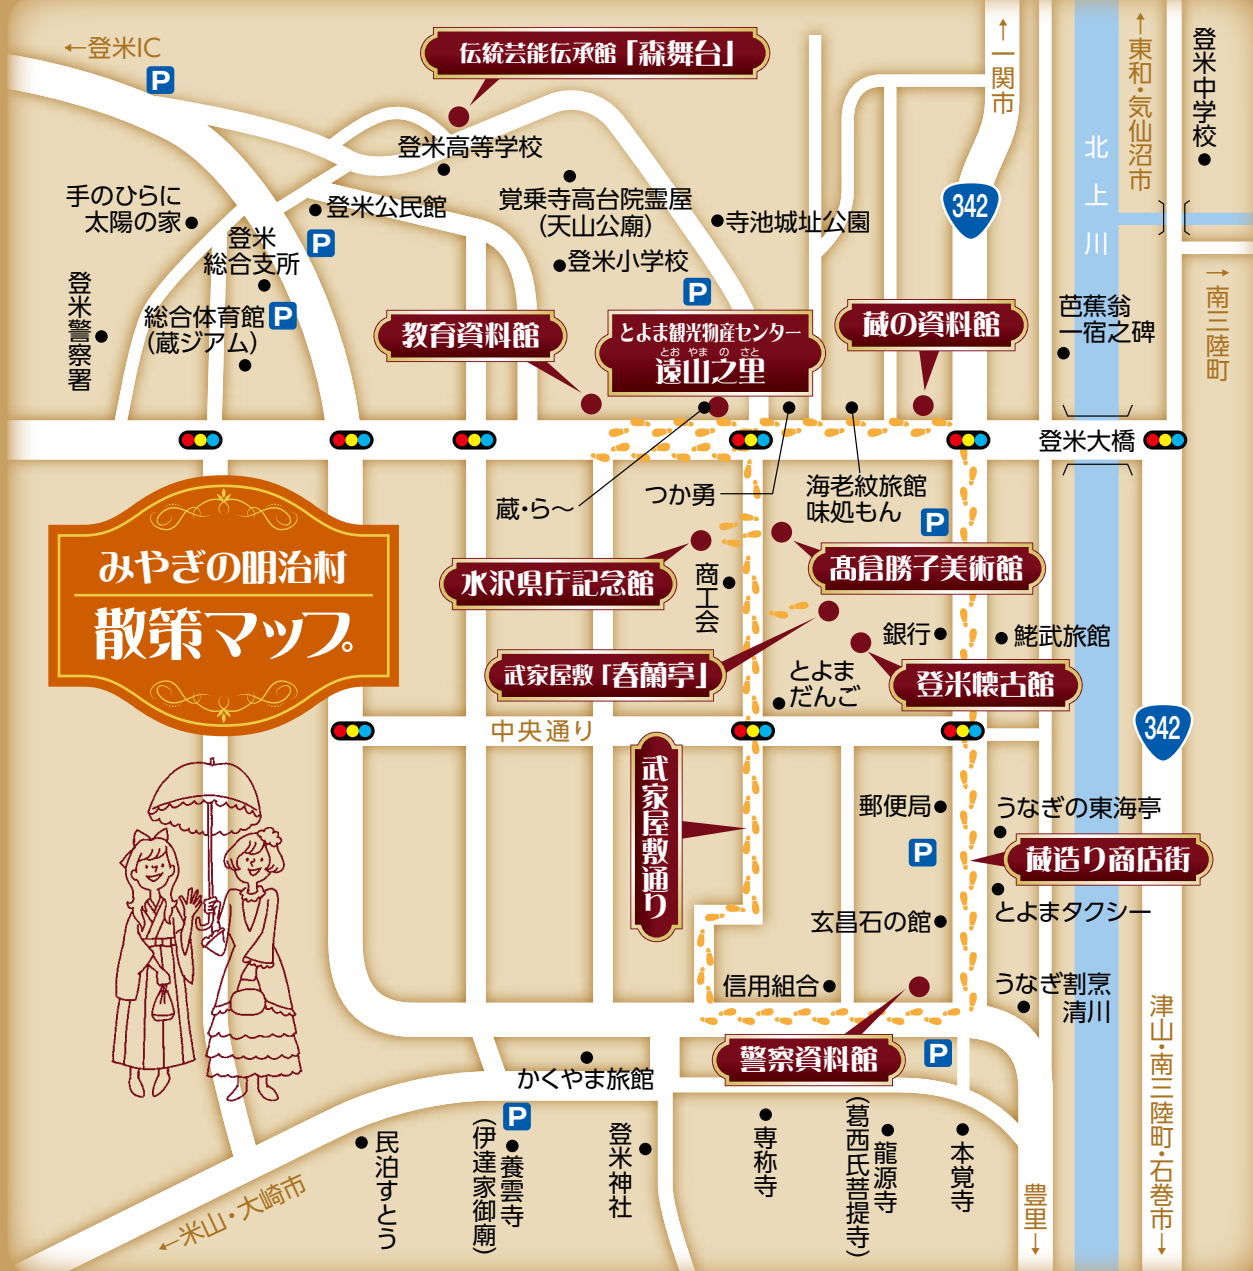 ←登米IC
P
伝統芸能伝承館「森舞台」
↑一関市
↑東和・気仙沼市
登米中学校
登米高等学校
北上川
手のひらに
太陽の家
登米公民館
P
覚乗寺高台院霊屋
(天山公廟)
寺池城址公園
342
登米
総合支所
登米小学校
P
登米警察署
総合体育館
(蔵ジアム)
P
教育資料館
とよま観光物産センター
とおやまのさと
遠山之里
蔵の資料館
芭蕉翁
一宿之碑
→南三陸町
登米大橋
蔵・ら〜
つか勇
海老紋旅館
味処もん
P
みやぎの明治村
散策マップ
水沢県庁記念館
商工会
髙倉勝子美術館
武家屋敷「春蘭亭」
とよま
だんご
銀行
鯱武旅館
登米懐古館
中央通り
342
武家屋敷通り
郵便局
P
うなぎの東海亭
蔵造り商店街
とよまタクシー
玄昌石の館
信用組合
うなぎ割烹
清川
警察資料館
P
津山・南三陸町・石巻市→
かくやま旅館
P
民泊すとう
養雲寺
(伊達家御廟)
登米神社
専称寺
龍源寺
(葛西氏菩提寺)
本覚寺
豊里→
←米山・大崎市